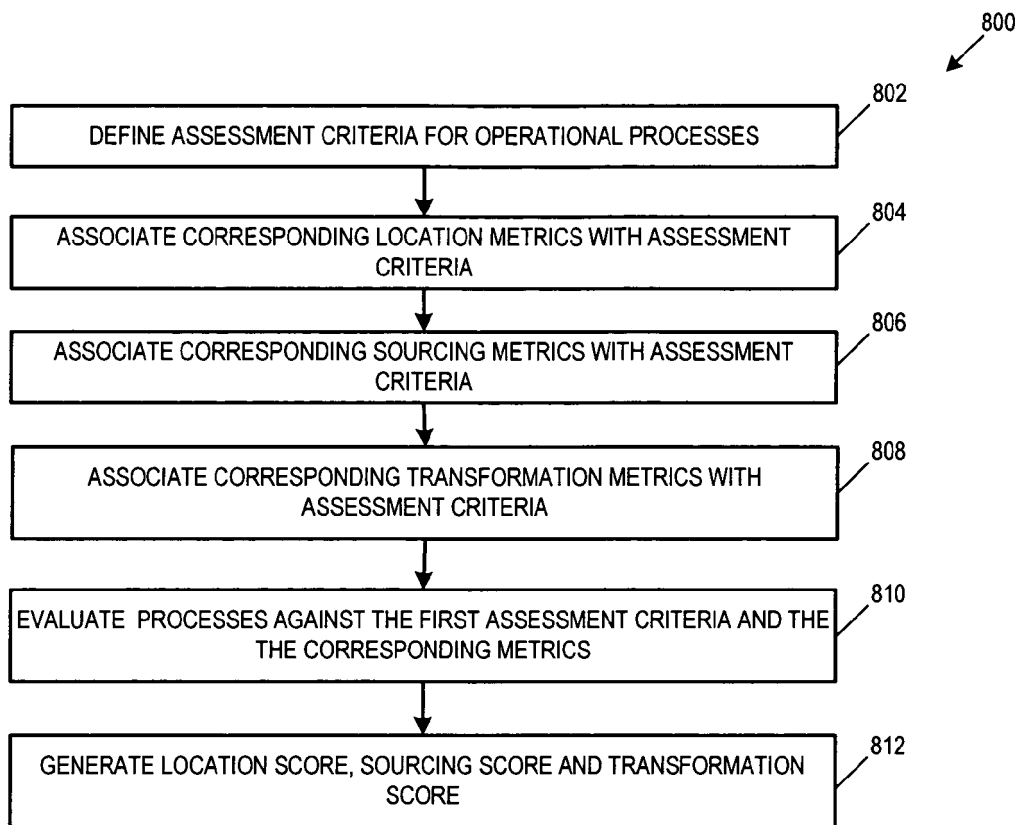 800
802
DEFINE ASSESSMENT CRITERIA FOR OPERATIONAL PROCESSES
804
ASSOCIATE CORRESPONDING LOCATION METRICS WITH ASSESSMENT
CRITERIA
806
ASSOCIATE CORRESPONDING SOURCING METRICS WITH ASSESSMENT
CRITERIA
808
ASSOCIATE CORRESPONDING TRANSFORMATION METRICS WITH
ASSESSMENT CRITERIA
810
EVALUATE PROCESSES AGAINST THE FIRST ASSESSMENT CRITERIA AND THE
THE CORRESPONDING METRICS
812
GENERATE LOCATION SCORE, SOURCING SCORE AND TRANSFORMATION
SCORE